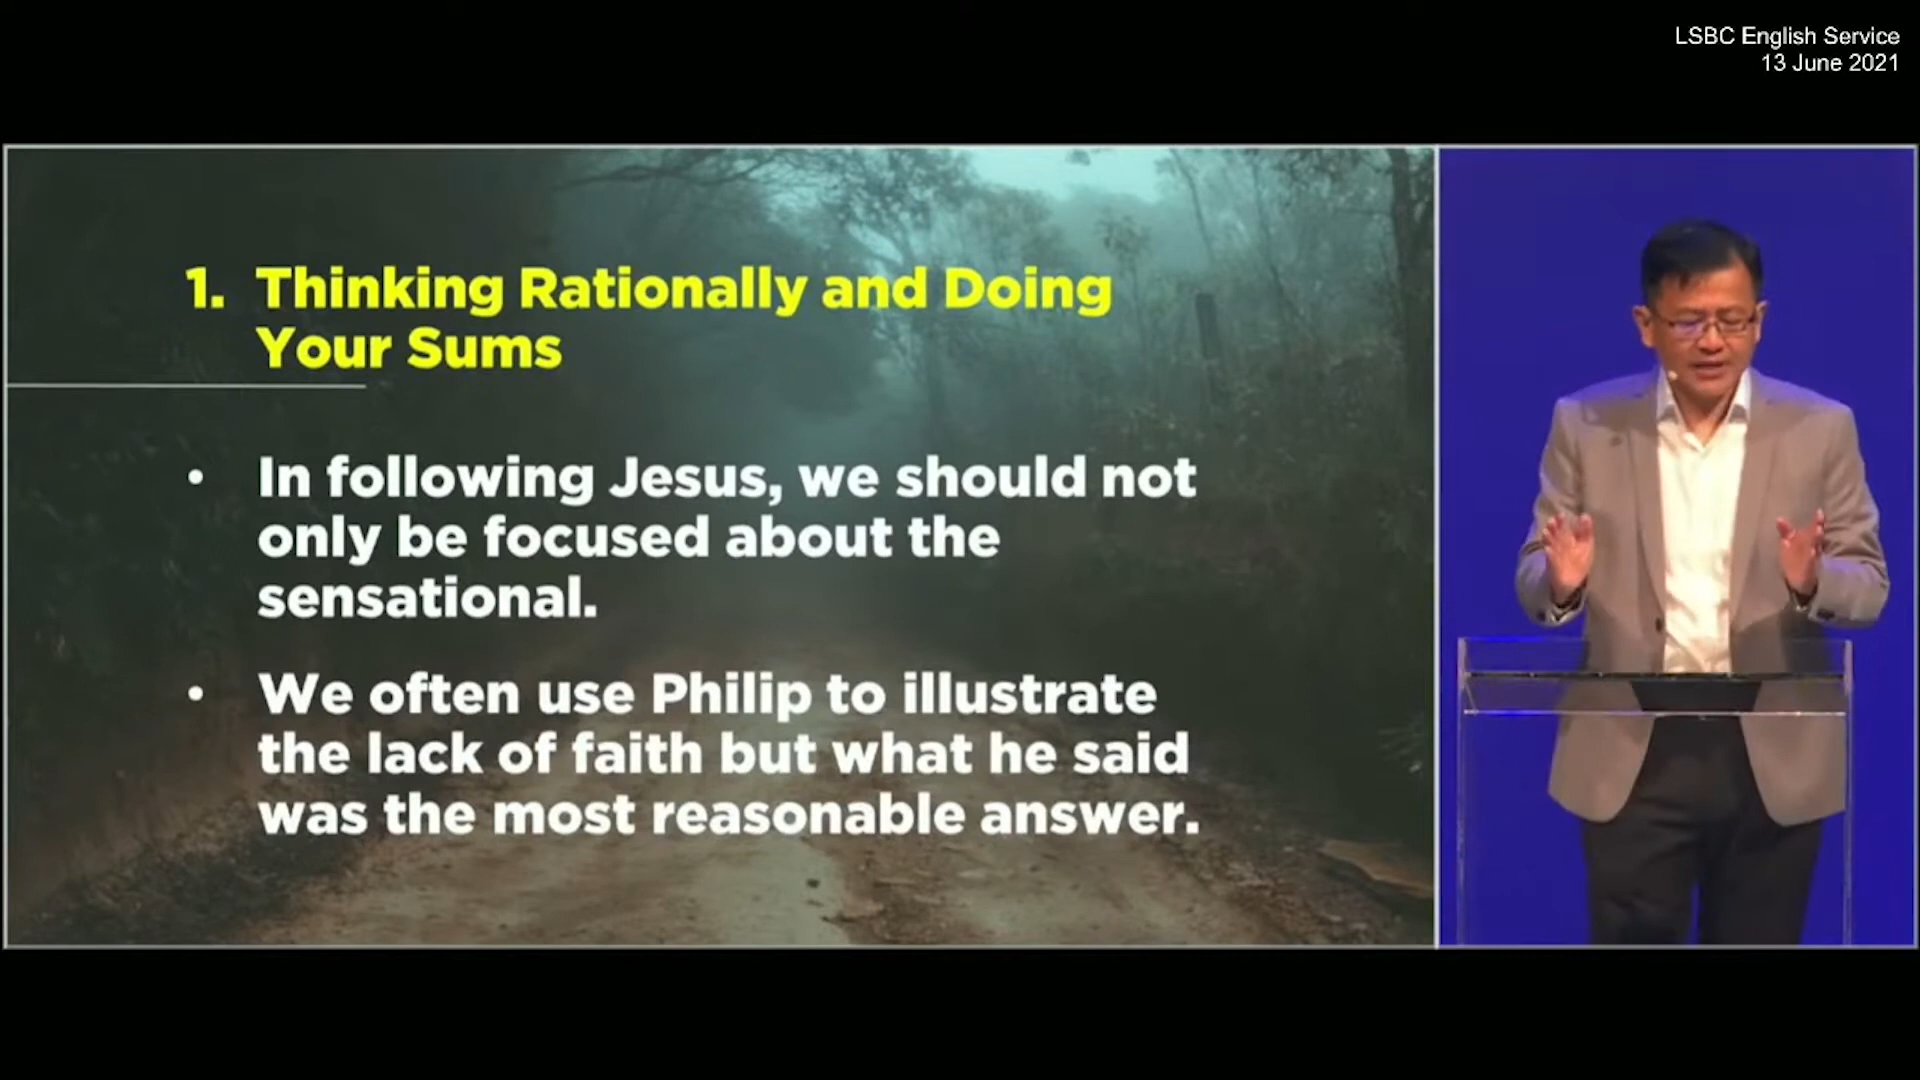 LSBC English Service
13 June 2021
1. Thinking Rationally and Doing
Your Sums
• In following Jesus, we should not
only be focused about the
sensational.
• We often use Philip to illustrate
the lack of faith but what he said
was the most reasonable answer.